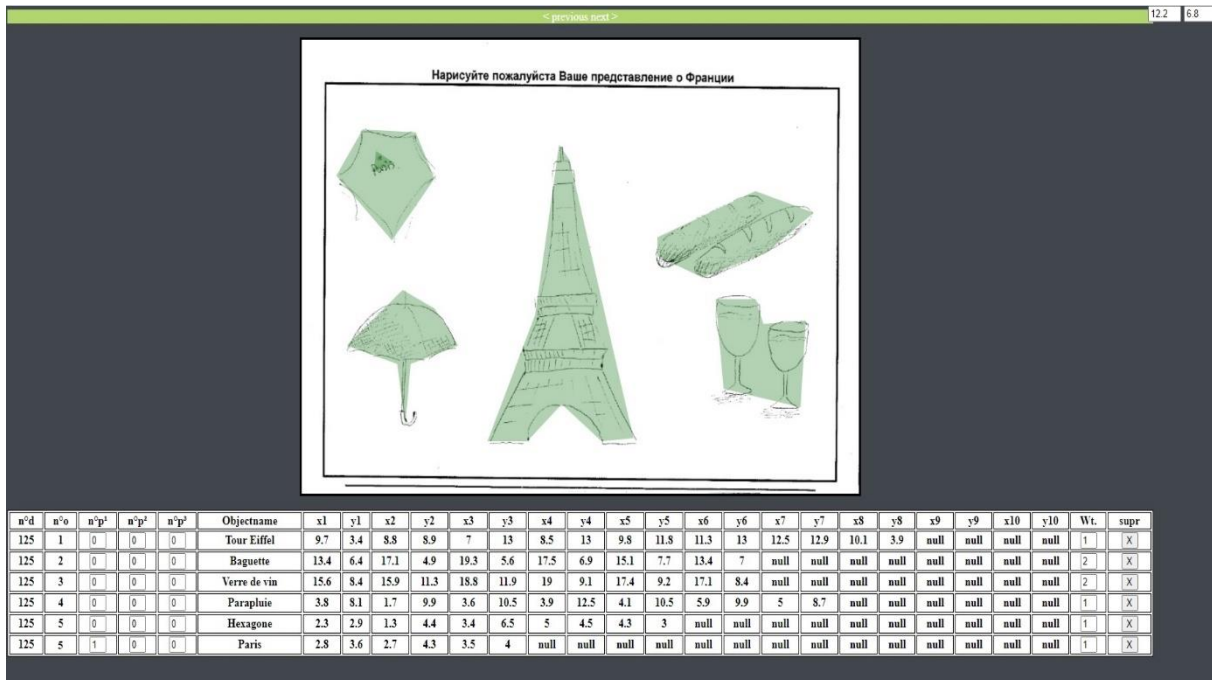 < previous next >
12.2 6.8
Нарисуйте пожалуйста Ваше представление о Франции
Paris
n°d n°o n°p¹ n°p² n°p³ Objectname x1 y1 x2 y2 x3 y3 x4 y4 x5 y5 x6 y6 x7 y7 x8 y8 x9 y9 x10 y10 Wt. supr
125 1 0 0 0 Tour Eiffel 9.7 3.4 8.8 8.9 7 13 8.5 13 9.8 11.8 11.3 13 12.5 12.9 10.1 3.9 null null null null 1 X
125 2 0 0 0 Baguette 13.4 6.4 17.1 4.9 19.3 5.6 17.5 6.9 15.1 7.7 13.4 7 null null null null null null null null 2 X
125 3 0 0 0 Verre de vin 15.6 8.4 15.9 11.3 18.8 11.9 19 9.1 17.4 9.2 17.1 8.4 null null null null null null null null 2 X
125 4 0 0 0 Parapluie 3.8 8.1 1.7 9.9 3.6 10.5 3.9 12.5 4.1 10.5 5.9 9.9 5 8.7 null null null null null null 1 X
125 5 0 0 0 Hexagone 2.3 2.9 1.3 4.4 3.4 6.5 5 4.5 4.3 3 null null null null null null null null null null 1 X
125 5 1 0 0 Paris 2.8 3.6 2.7 4.3 3.5 4 null null null null null null null null null null null null null null 1 X